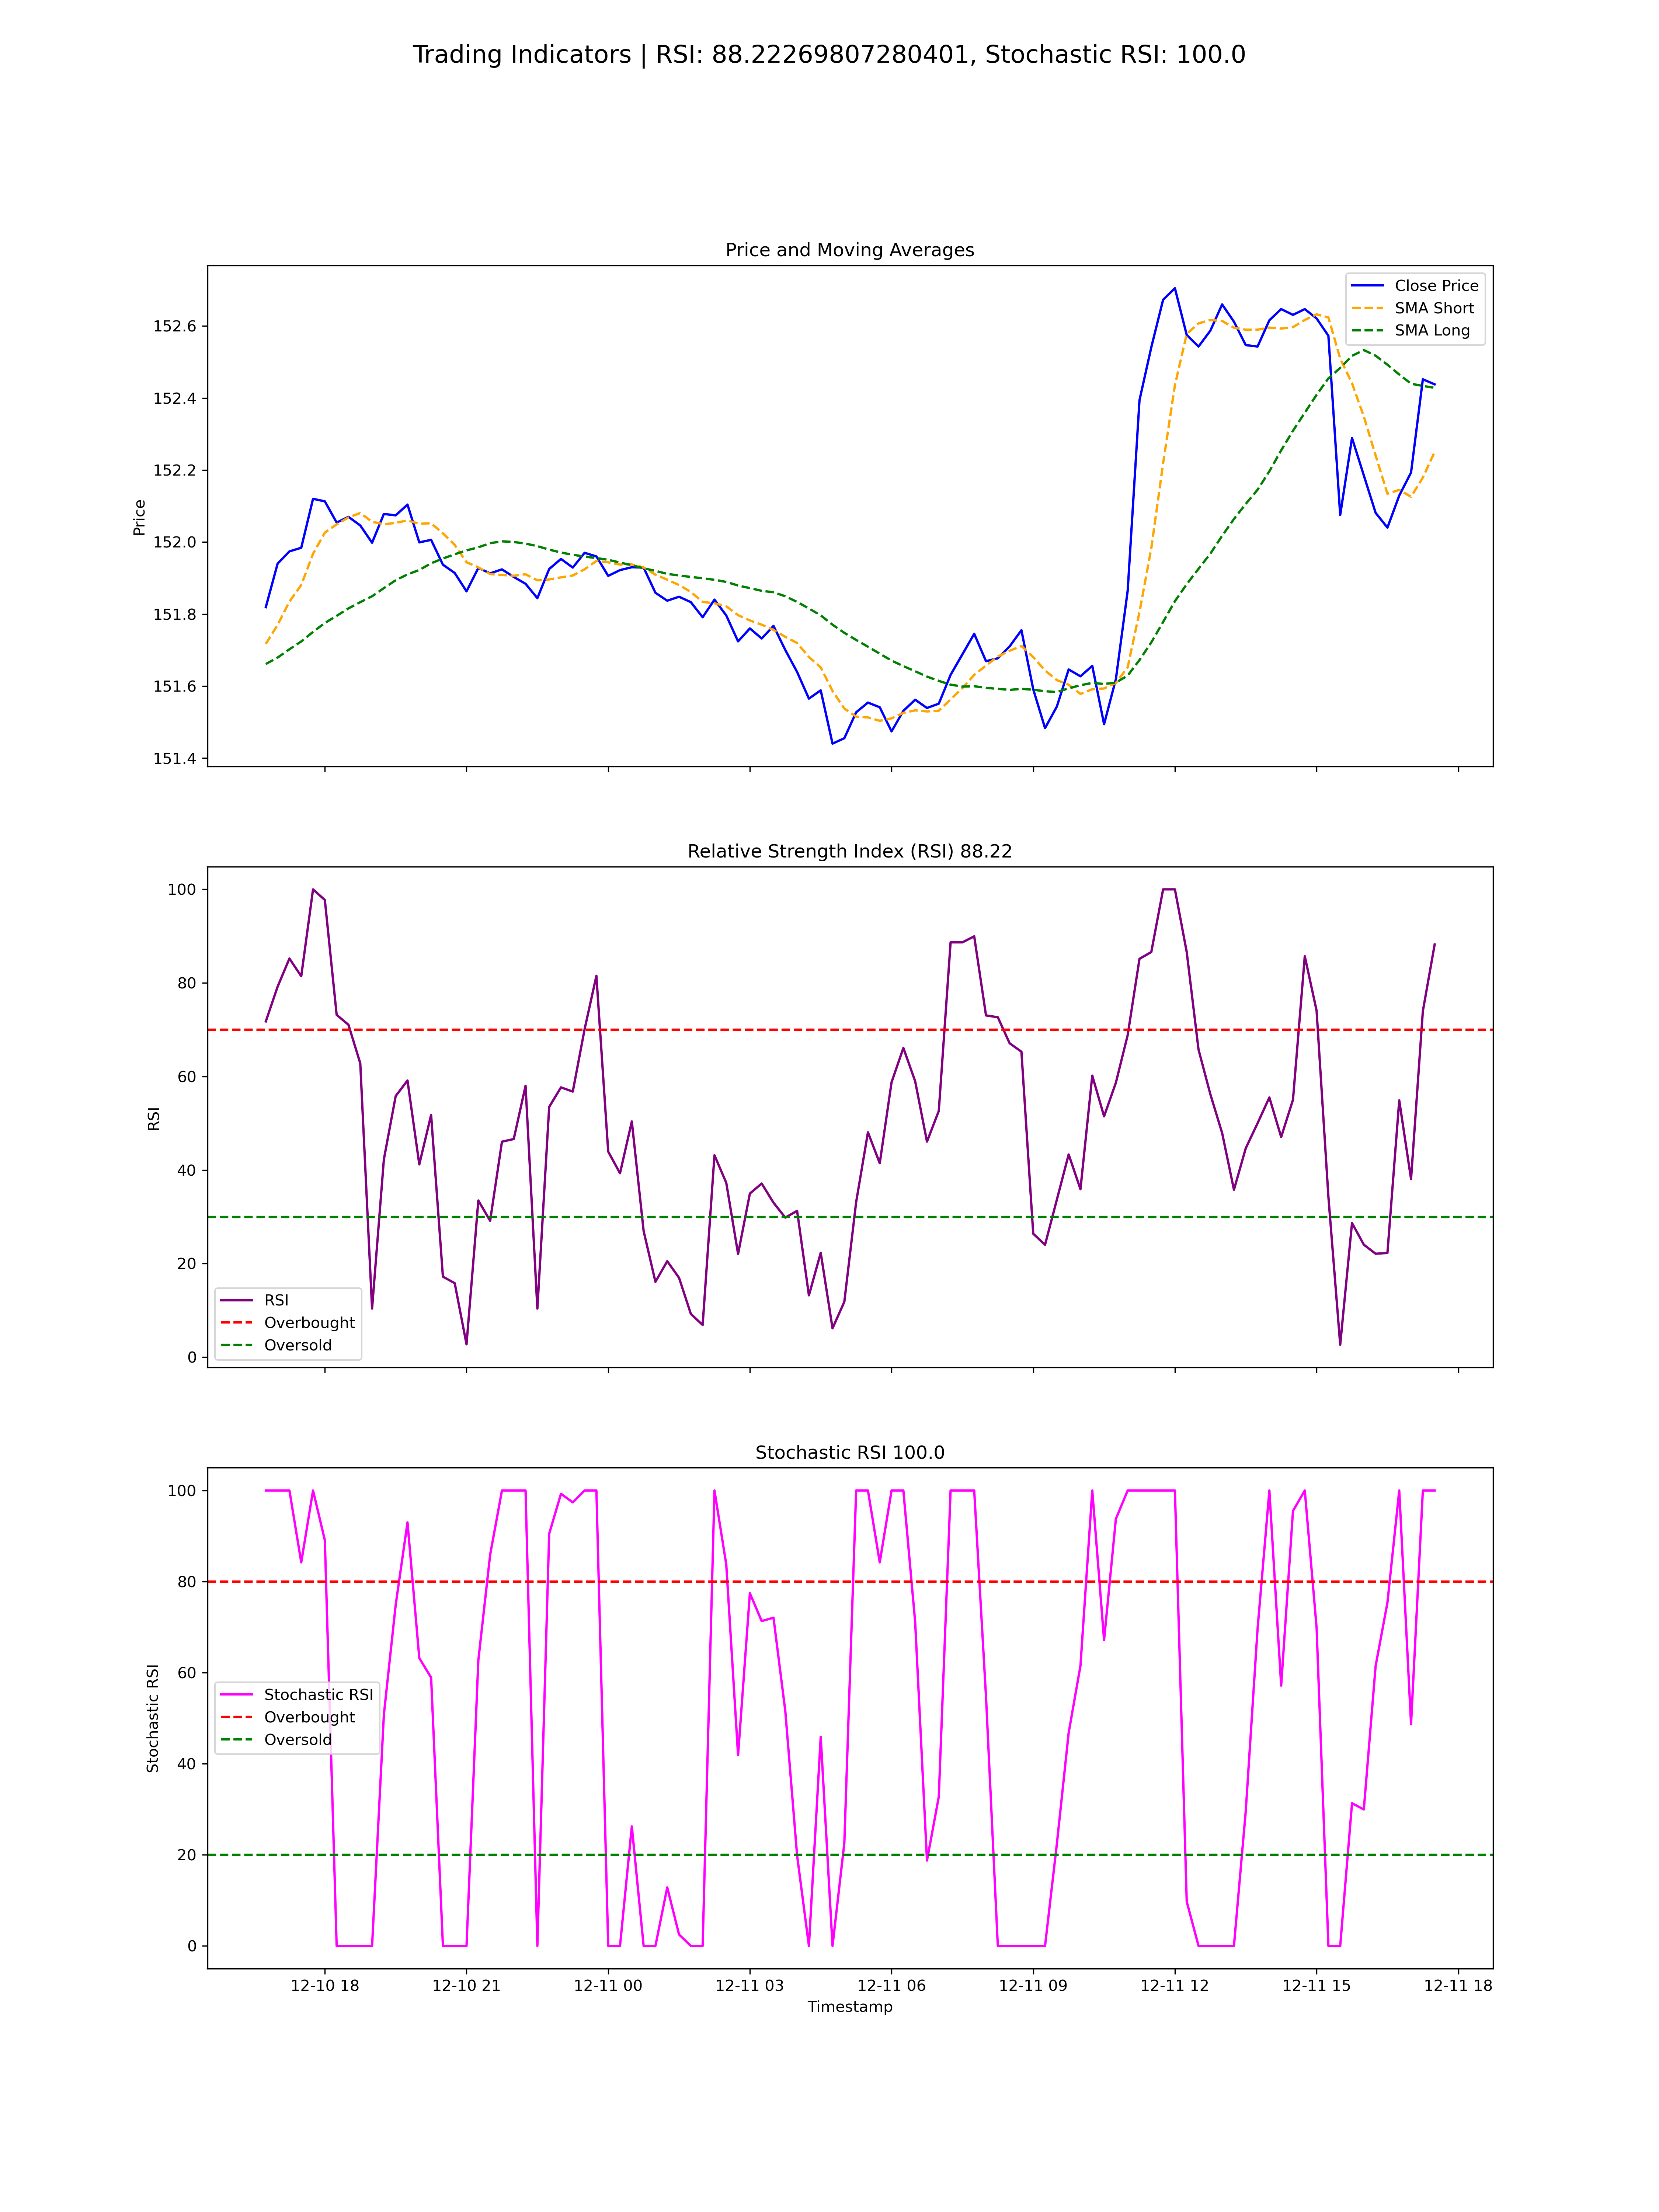 Trading Indicators | RSI: 88.22269807280401, Stochastic RSI: 100.0
Price and Moving Averages
Close Price
SMA Short
SMA Long
152.6
152.4
152.2
152.0
151.8
151.6
151.4
Price
Relative Strength Index (RSI) 88.22
100
80
60
40
20
0
RSI
RSI
Overbought
Oversold
Stochastic RSI 100.0
100
80
60
40
20
0
Stochastic RSI
Stochastic RSI
Overbought
Oversold
12-10 18 12-10 21 12-11 00 12-11 03 12-11 06 12-11 09 12-11 12 12-11 15 12-11 18
Timestamp